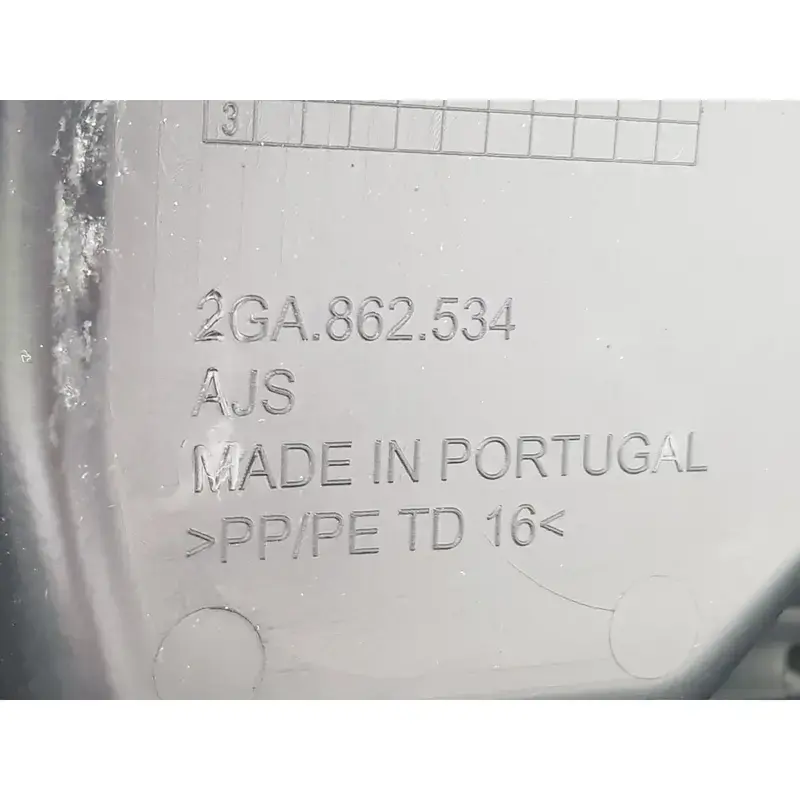 3
2GA.862.534
AJS
MADE IN PORTUGAL
>PP/PE TD 16<